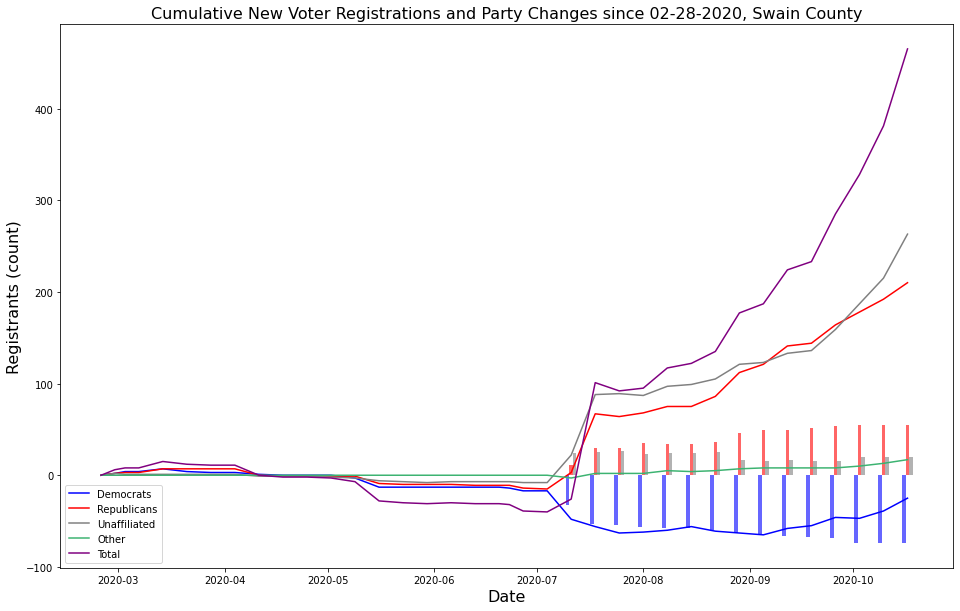 Cumulative New Voter Registrations and Party Changes since 02-28-2020, Swain County
Registrants (count)
400
300
200
100
0
−100
Democrats
Republicans
Unaffiliated
Other
Total
2020-03 2020-04 2020-05 2020-06 2020-07 2020-08 2020-09 2020-10
Date